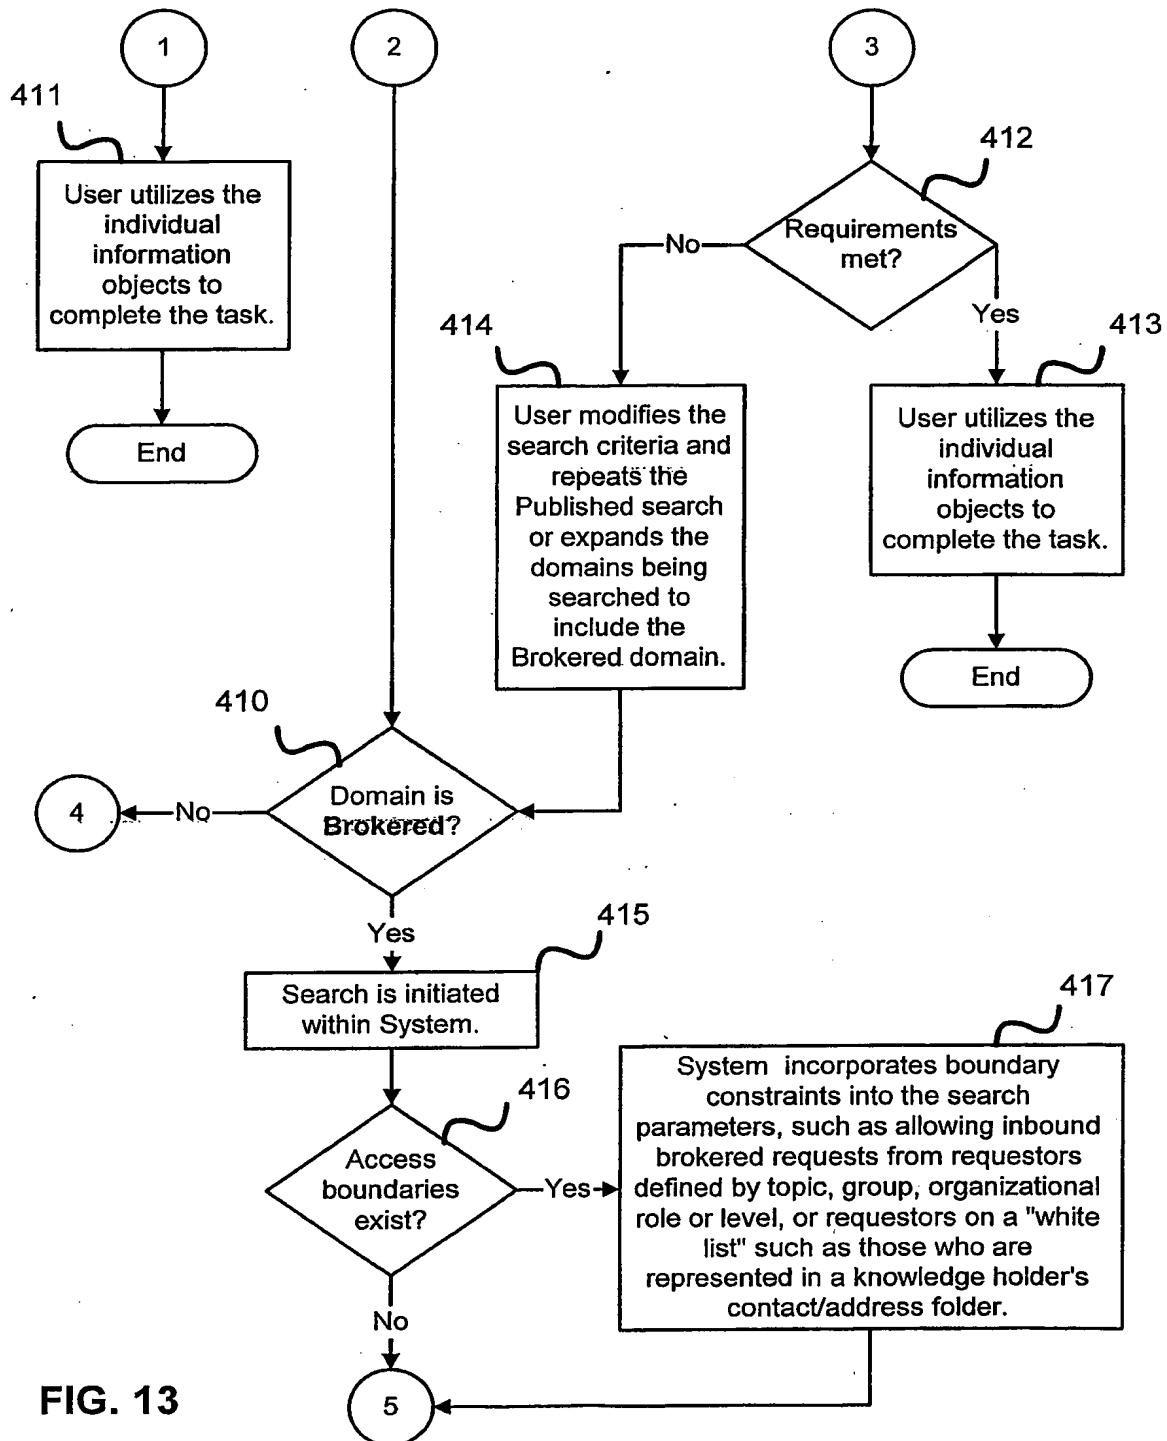 1
2
3
411
412
User utilizes the
individual
information
objects to
complete the task.
Requirements
met?
No
Yes
414
413
End
User modifies the
search criteria and
repeats the
Published search
or expands the
domains being
searched to
include the
Brokered domain.
User utilizes the
individual
information
objects to
complete the task.
End
410
Domain is
Brokered?
No
4
Yes
415
Search is initiated
within System.
417
416
Access
boundaries
exist?
Yes
System incorporates boundary
constraints into the search
parameters, such as allowing inbound
brokered requests from requestors
defined by topic, group, organizational
role or level, or requestors on a "white
list" such as those who are
represented in a knowledge holder's
contact/address folder.
No
5
FIG. 13